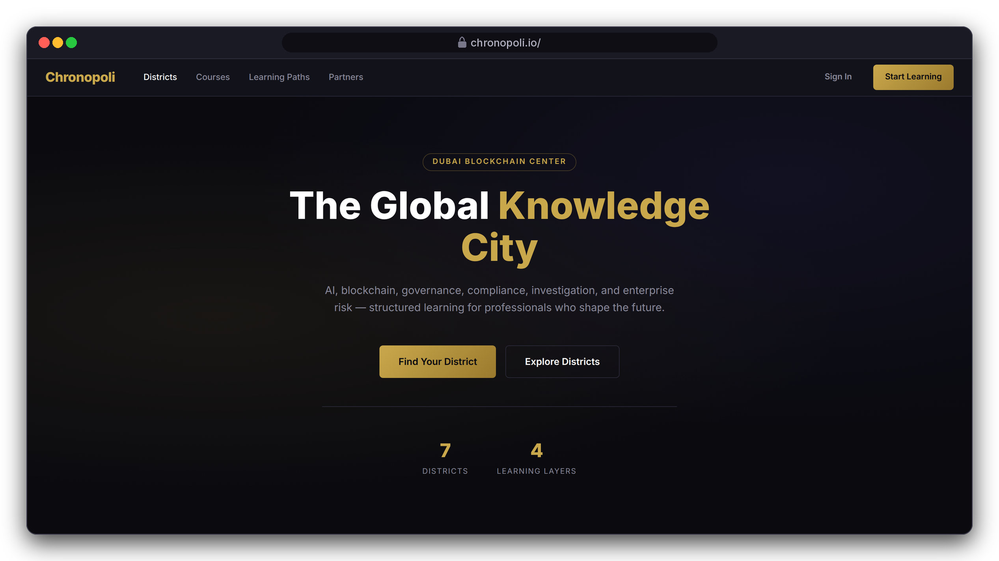 chronopoli.io/
Chronopoli Districts Courses Learning Paths Partners Sign In Start Learning
DUBAI BLOCKCHAIN CENTER
The Global Knowledge
City
AI, blockchain, governance, compliance, investigation, and enterprise
risk — structured learning for professionals who shape the future.
Find Your District Explore Districts
7 4
DISTRICTS LEARNING LAYERS